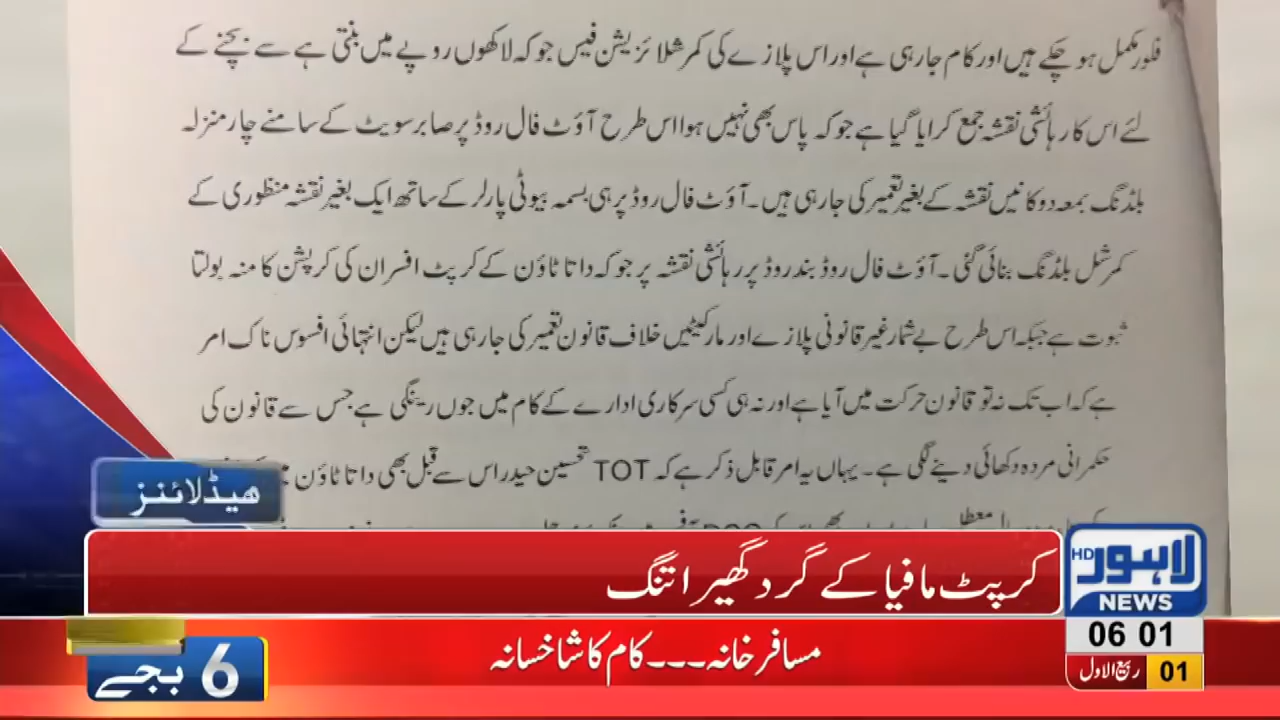 فلور مکمل ہو چکے ہیں اور کام جاری ہے اور اس پلازے کی کمرشلائزیشن فیس جو کہ لاکھوں روپے میں بنتی ہے سے بچنے کے
لئے اس کا رہائشی نقشہ جمع کرایا گیا ہے جو کہ پاس بھی نہیں ہوا اس طرح آؤٹ فال روڈ پر صابر سویٹ کے سامنے چار منزلہ
بلڈنگ بمعہ دوکانیں نقشہ کے بغیر تعمیر کی جارہی ہیں۔ آؤٹ فال روڈ پر ہی بسمہ بیوٹی پارلر کے ساتھ ایک بغیر نقشہ منظوری کے
کمرشل بلڈنگ بنائی گئی۔ آؤٹ فال روڈ بند روڈ پر رہائشی نقشہ پر جو کہ داتا ٹاؤن کے کرپٹ افسران کی کرپشن کا منہ بولتا
ثبوت ہے جبکہ اس طرح بے شمار غیر قانونی پلازے اور مارکیٹیں خلاف قانون تعمیر کی جارہی ہیں لیکن انتہائی افسوس ناک امر
ہے کہ اب تک نہ تو قانون حرکت میں آیا ہے اور نہ ہی کسی سرکاری ادارے کے کام میں جوں رینگی ہے جس سے قانون کی
حکمرانی مردہ دکھائی دینے لگی ہے۔ یہاں یہ امر قابل ذکر ہے کہ TOT تحسین حیدر اس سے قبل بھی داتا ٹاؤن
ہیڈلائنز
کرپٹ مافیا کے گرد گھیرا تنگ
لاہور HD
NEWS
06 01
01 ربیع الاول
مسافر خانہ۔۔۔کام کا شاخسانہ
6 بجے